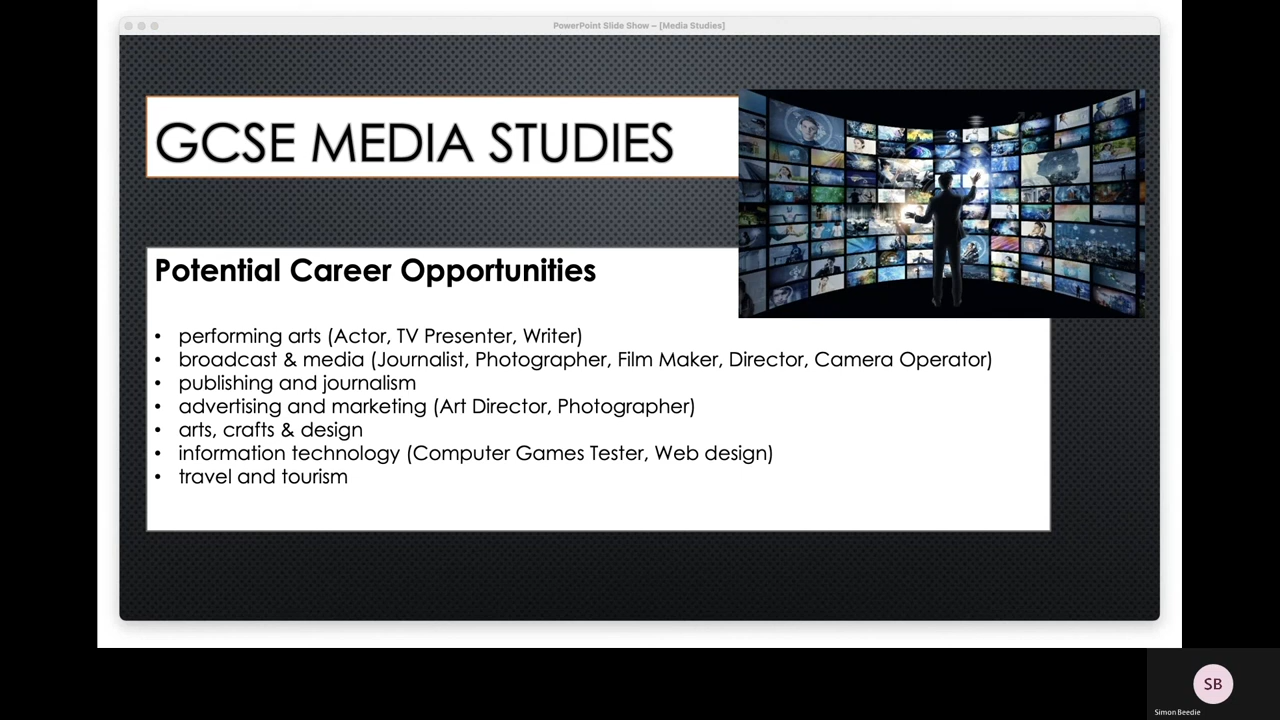 PowerPoint Slide Show – [Media Studies]
GCSE MEDIA STUDIES
Potential Career Opportunities
• performing arts (Actor, TV Presenter, Writer)
• broadcast & media (Journalist, Photographer, Film Maker, Director, Camera Operator)
• publishing and journalism
• advertising and marketing (Art Director, Photographer)
• arts, crafts & design
• information technology (Computer Games Tester, Web design)
• travel and tourism
SB
Simon Beedie